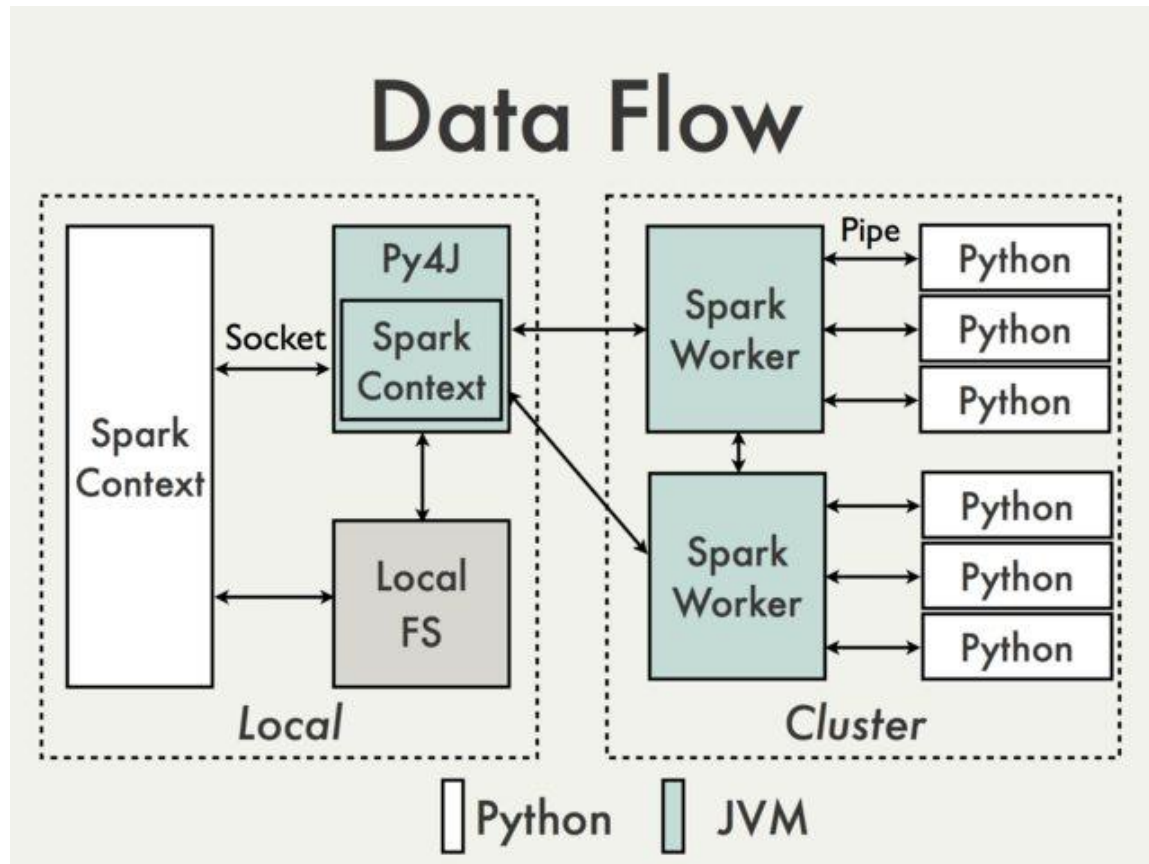 Data Flow
Spark
Context
Socket
Py4J
Spark
Context
Local
FS
Local
Spark
Worker
Pipe
Python
Python
Python
Spark
Worker
Python
Python
Python
Cluster
Python
JVM